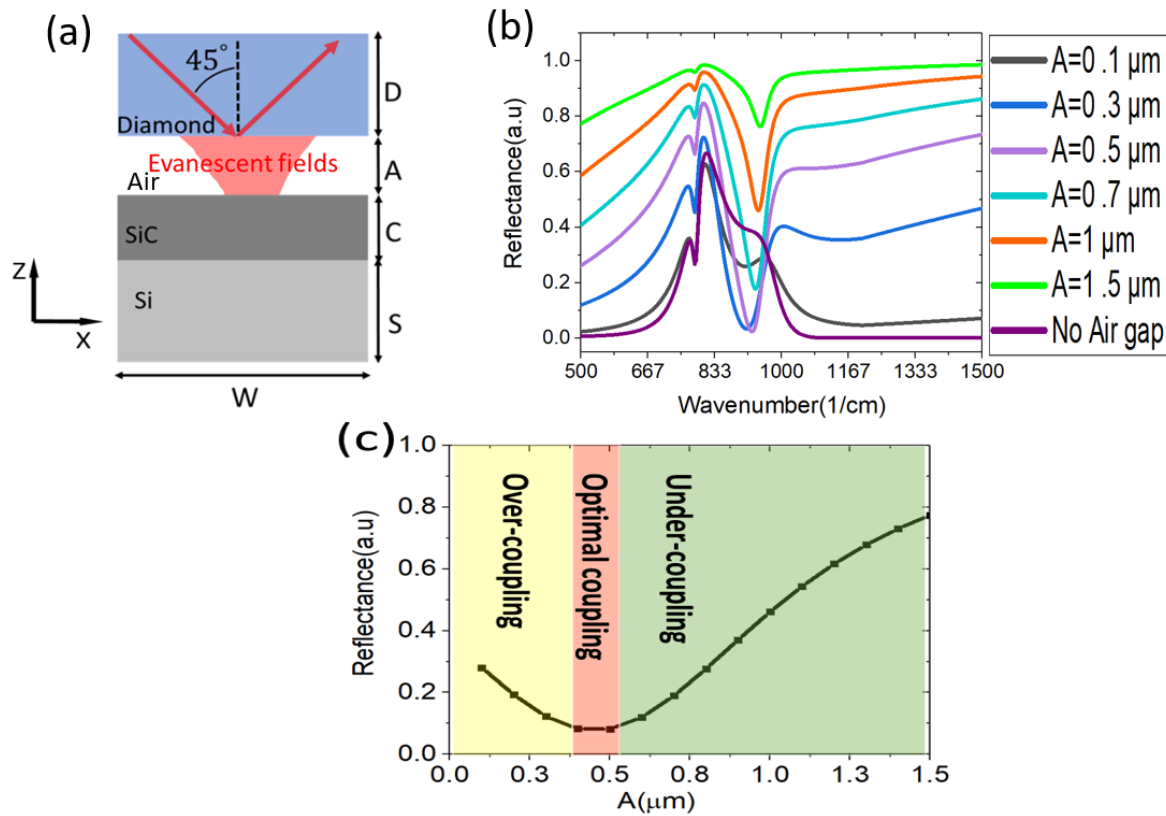 (a)
45°
Diamond
Evanescent fields
Air
SiC
Si
D
A
C
S
Z
X
W
(b)
Reflectance(a.u)
1.0
0.8
0.6
0.4
0.2
0.0
500 667 833 1000 1167 1333 1500
Wavenumber(1/cm)
A=0 .1 μm
A=0 .3 μm
A=0 .5 μm
A=0 .7 μm
A=1 μm
A=1 .5 μm
No Air gap
(c)
Reflectance(a.u)
1.0
0.8
0.6
0.4
0.2
0.0
Over-coupling
Optimal coupling
Under-coupling
0.0 0.3 0.5 0.8 1.0 1.3 1.5
A(μm)